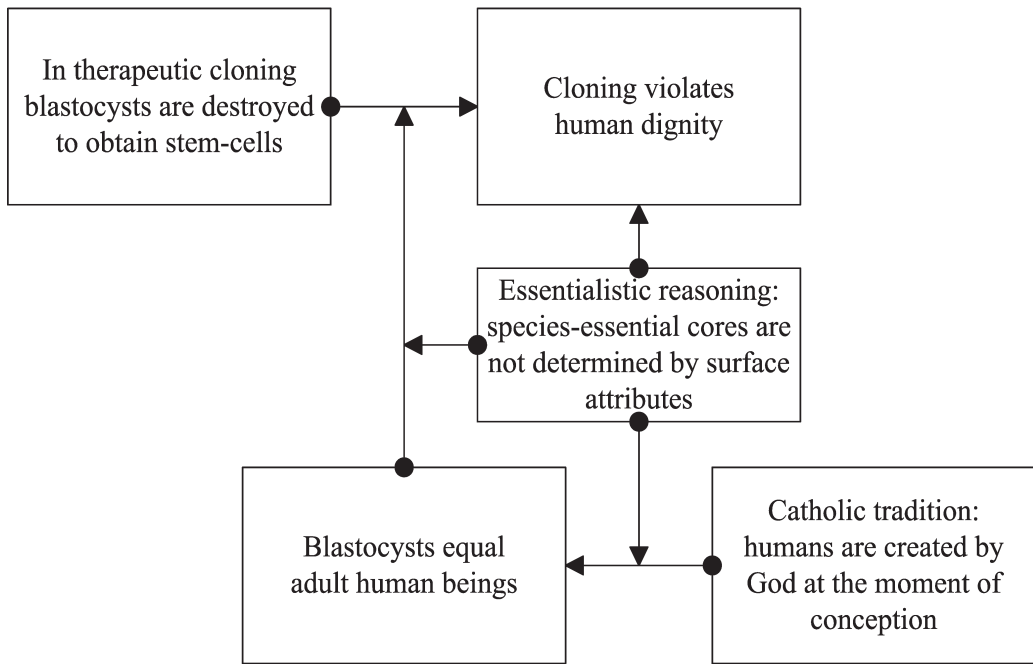 In therapeutic cloning
blastocysts are destroyed
to obtain stem-cells
Cloning violates
human dignity
Essentialistic reasoning:
species-essential cores are
not determined by surface
attributes
Blastocysts equal
adult human beings
Catholic tradition:
humans are created by
God at the moment of
conception